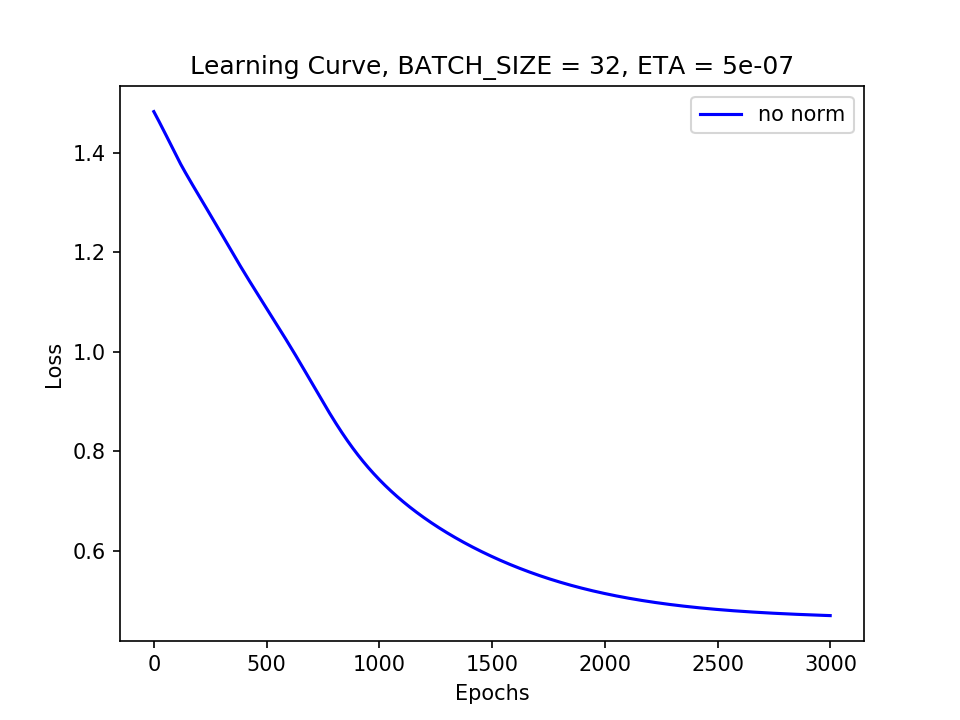 Learning Curve, BATCH_SIZE = 32, ETA = 5e-07
no norm
1.4
1.2
1.0
0.8
0.6
Loss
0 500 1000 1500 2000 2500 3000
Epochs